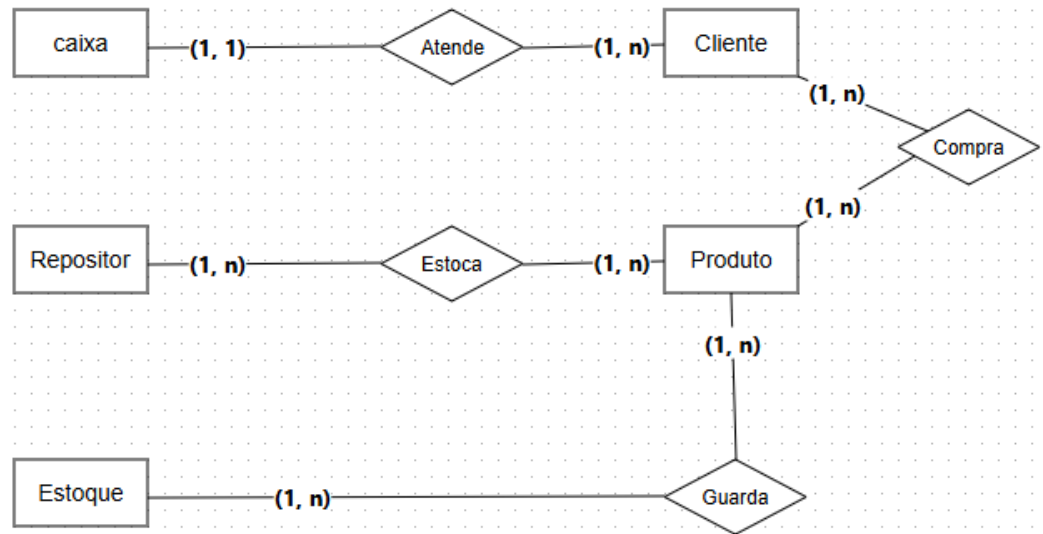 caixa (1, 1) Atende (1, n) Cliente
(1, n)
Compra
(1, n)
Repositor (1, n) Estoca (1, n) Produto
(1, n)
Estoque (1, n) Guarda